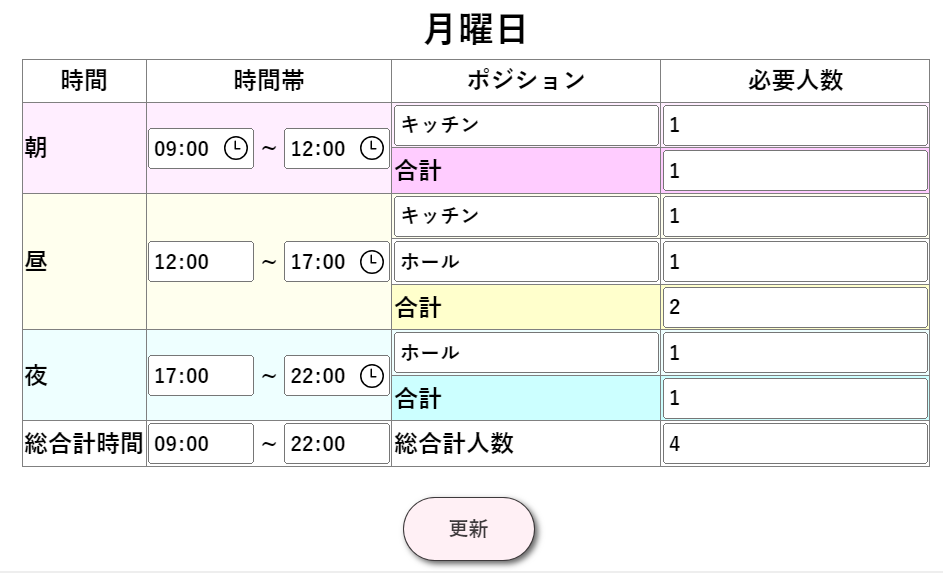 月曜日
時間 時間帯 ポジション 必要人数
朝 09:00 ~ 12:00 キッチン 1
合計 1
昼 12:00 ~ 17:00 キッチン 1
ホール 1
合計 2
夜 17:00 ~ 22:00 ホール 1
合計 1
総合計時間 09:00 ~ 22:00 総合計人数 4
更新